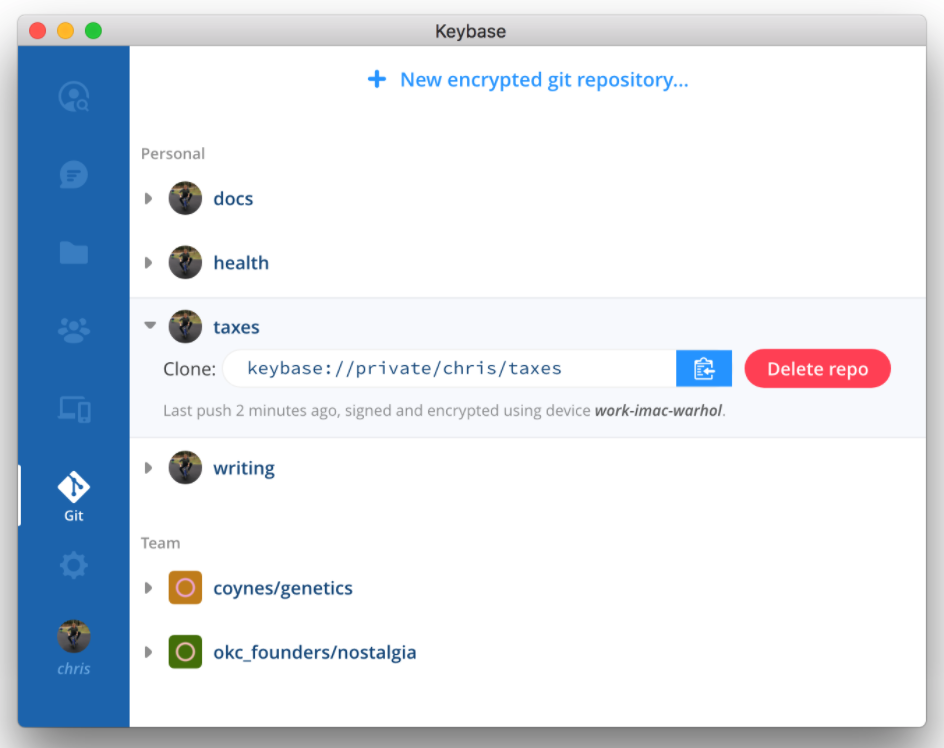 Keybase
+ New encrypted git repository...
Personal
docs
health
taxes
Clone: keybase://private/chris/taxes Delete repo
Last push 2 minutes ago, signed and encrypted using device work-imac-warhol.
writing
Git
Team
coynes/genetics
okc_founders/nostalgia
chris